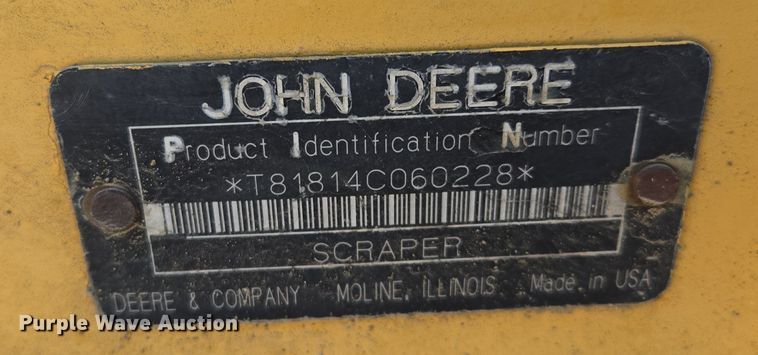 JOHN DEERE
Product Identification Number
*T81814C060228*
SCRAPER
DEERE & COMPANY MOLINE, ILLINOIS Made in USA
Purple Wave Auction